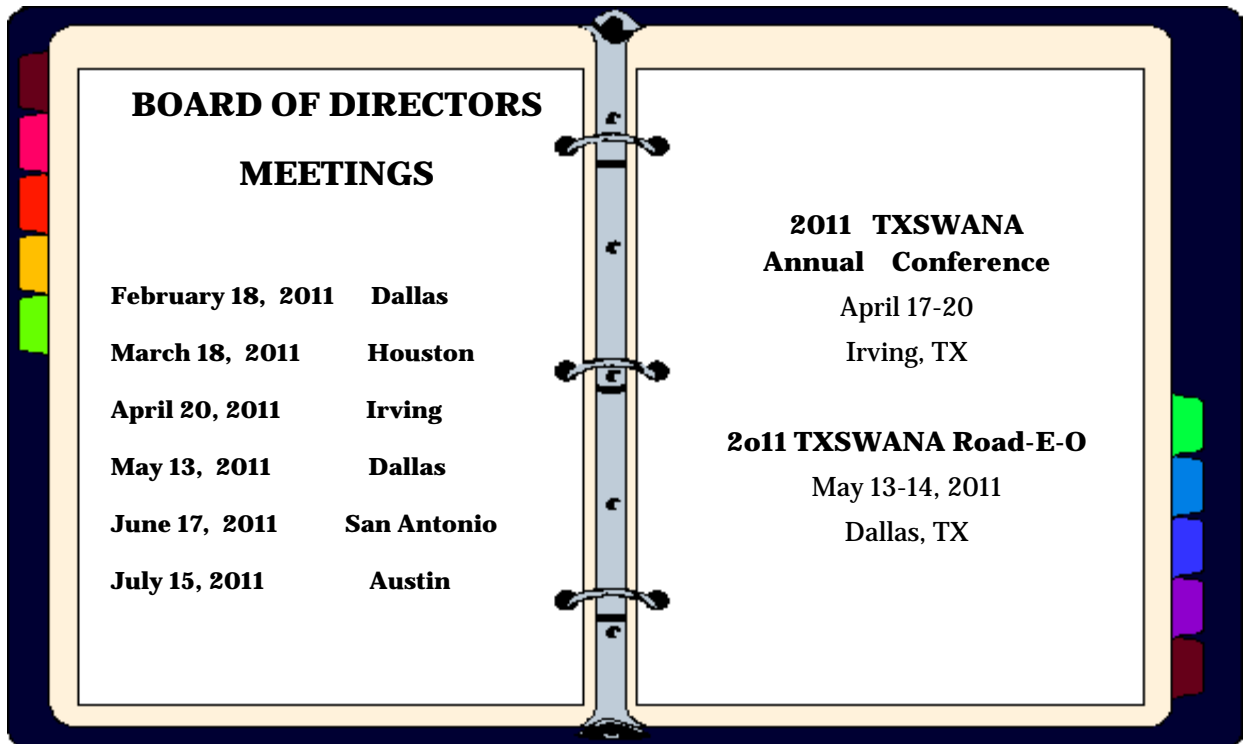 BOARD OF DIRECTORS
MEETINGS
February 18, 2011 Dallas
March 18, 2011 Houston
April 20, 2011 Irving
May 13, 2011 Dallas
June 17, 2011 San Antonio
July 15, 2011 Austin
2011 TXSWANA
Annual Conference
April 17-20
Irving, TX
2o11 TXSWANA Road-E-O
May 13-14, 2011
Dallas, TX